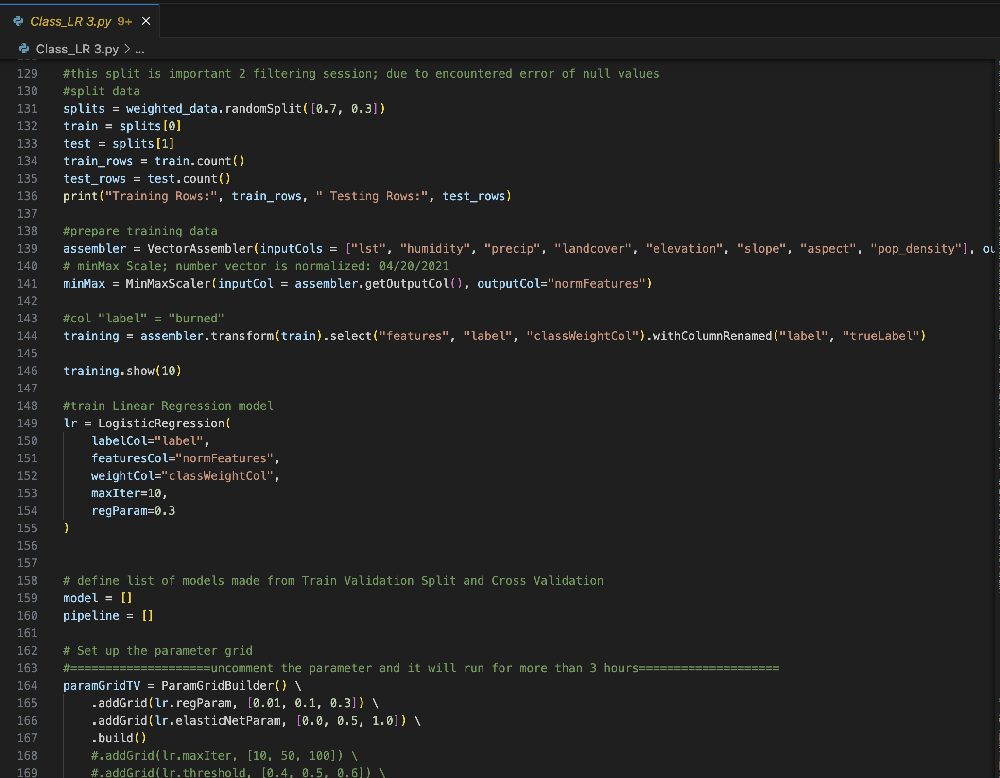 Class_LR 3.py 9+
Class_LR 3.py > ...
129 #this split is important 2 filtering session; due to encountered error of null values
130 #split data
131 splits = weighted_data.randomSplit([0.7, 0.3])
132 train = splits[0]
133 test = splits[1]
134 train_rows = train.count()
135 test_rows = test.count()
136 print("Training Rows:", train_rows, " Testing Rows:", test_rows)
137
138 #prepare training data
139 assembler = VectorAssembler(inputCols = ["lst", "humidity", "precip", "landcover", "elevation", "slope", "aspect", "pop_density"], ou
140 # minMax Scale; number vector is normalized: 04/20/2021
141 minMax = MinMaxScaler(inputCol = assembler.getOutputCol(), outputCol="normFeatures")
142
143 #col "label" = "burned"
144 training = assembler.transform(train).select("features", "label", "classWeightCol").withColumnRenamed("label", "trueLabel")
145
146 training.show(10)
147
148 #train Linear Regression model
149 lr = LogisticRegression(
150     labelCol="label",
151     featuresCol="normFeatures",
152     weightCol="classWeightCol",
153     maxIter=10,
154     regParam=0.3
155 )
156
157
158 # define list of models made from Train Validation Split and Cross Validation
159 model = []
160 pipeline = []
161
162 # Set up the parameter grid
163 #====================uncomment the parameter and it will run for more than 3 hours====================
164 paramGridTV = ParamGridBuilder() \
165     .addGrid(lr.regParam, [0.01, 0.1, 0.3]) \
166     .addGrid(lr.elasticNetParam, [0.0, 0.5, 1.0]) \
167     .build()
168     #.addGrid(lr.maxIter, [10, 50, 100]) \
169     #.addGrid(lr.threshold, [0.4, 0.5, 0.6]) \